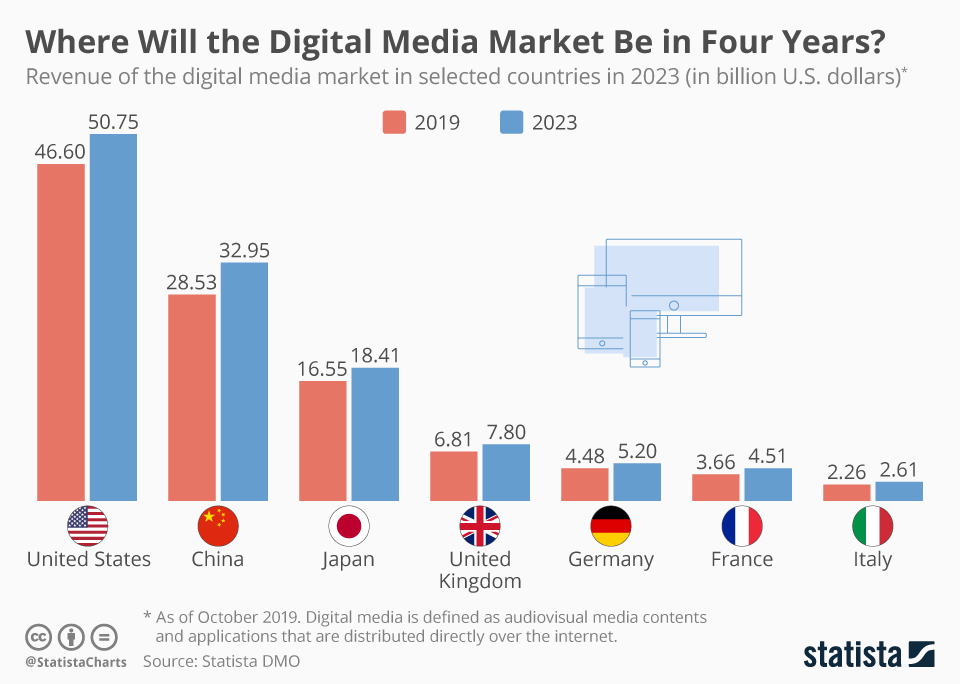 Where Will the Digital Media Market Be in Four Years?
Revenue of the digital media market in selected countries in 2023 (in billion U.S. dollars)*
2019 2023
46.60 50.75
28.53 32.95
16.55 18.41
6.81 7.80
4.48 5.20
3.66 4.51
2.26 2.61
United States
China
Japan
United
Kingdom
Germany
France
Italy
* As of October 2019. Digital media is defined as audiovisual media contents
and applications that are distributed directly over the internet.
cc
@StatistaCharts
Source: Statista DMO
statista